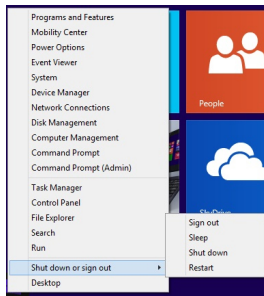 Programs and Features
Mobility Center
Power Options
Event Viewer
System
Device Manager
Network Connections
Disk Management
Computer Management
Command Prompt
Command Prompt (Admin)
Task Manager
Control Panel
File Explorer
Search
Run
Shut down or sign out
Desktop
People
SkyDrive
Sign out
Sleep
Shut down
Restart